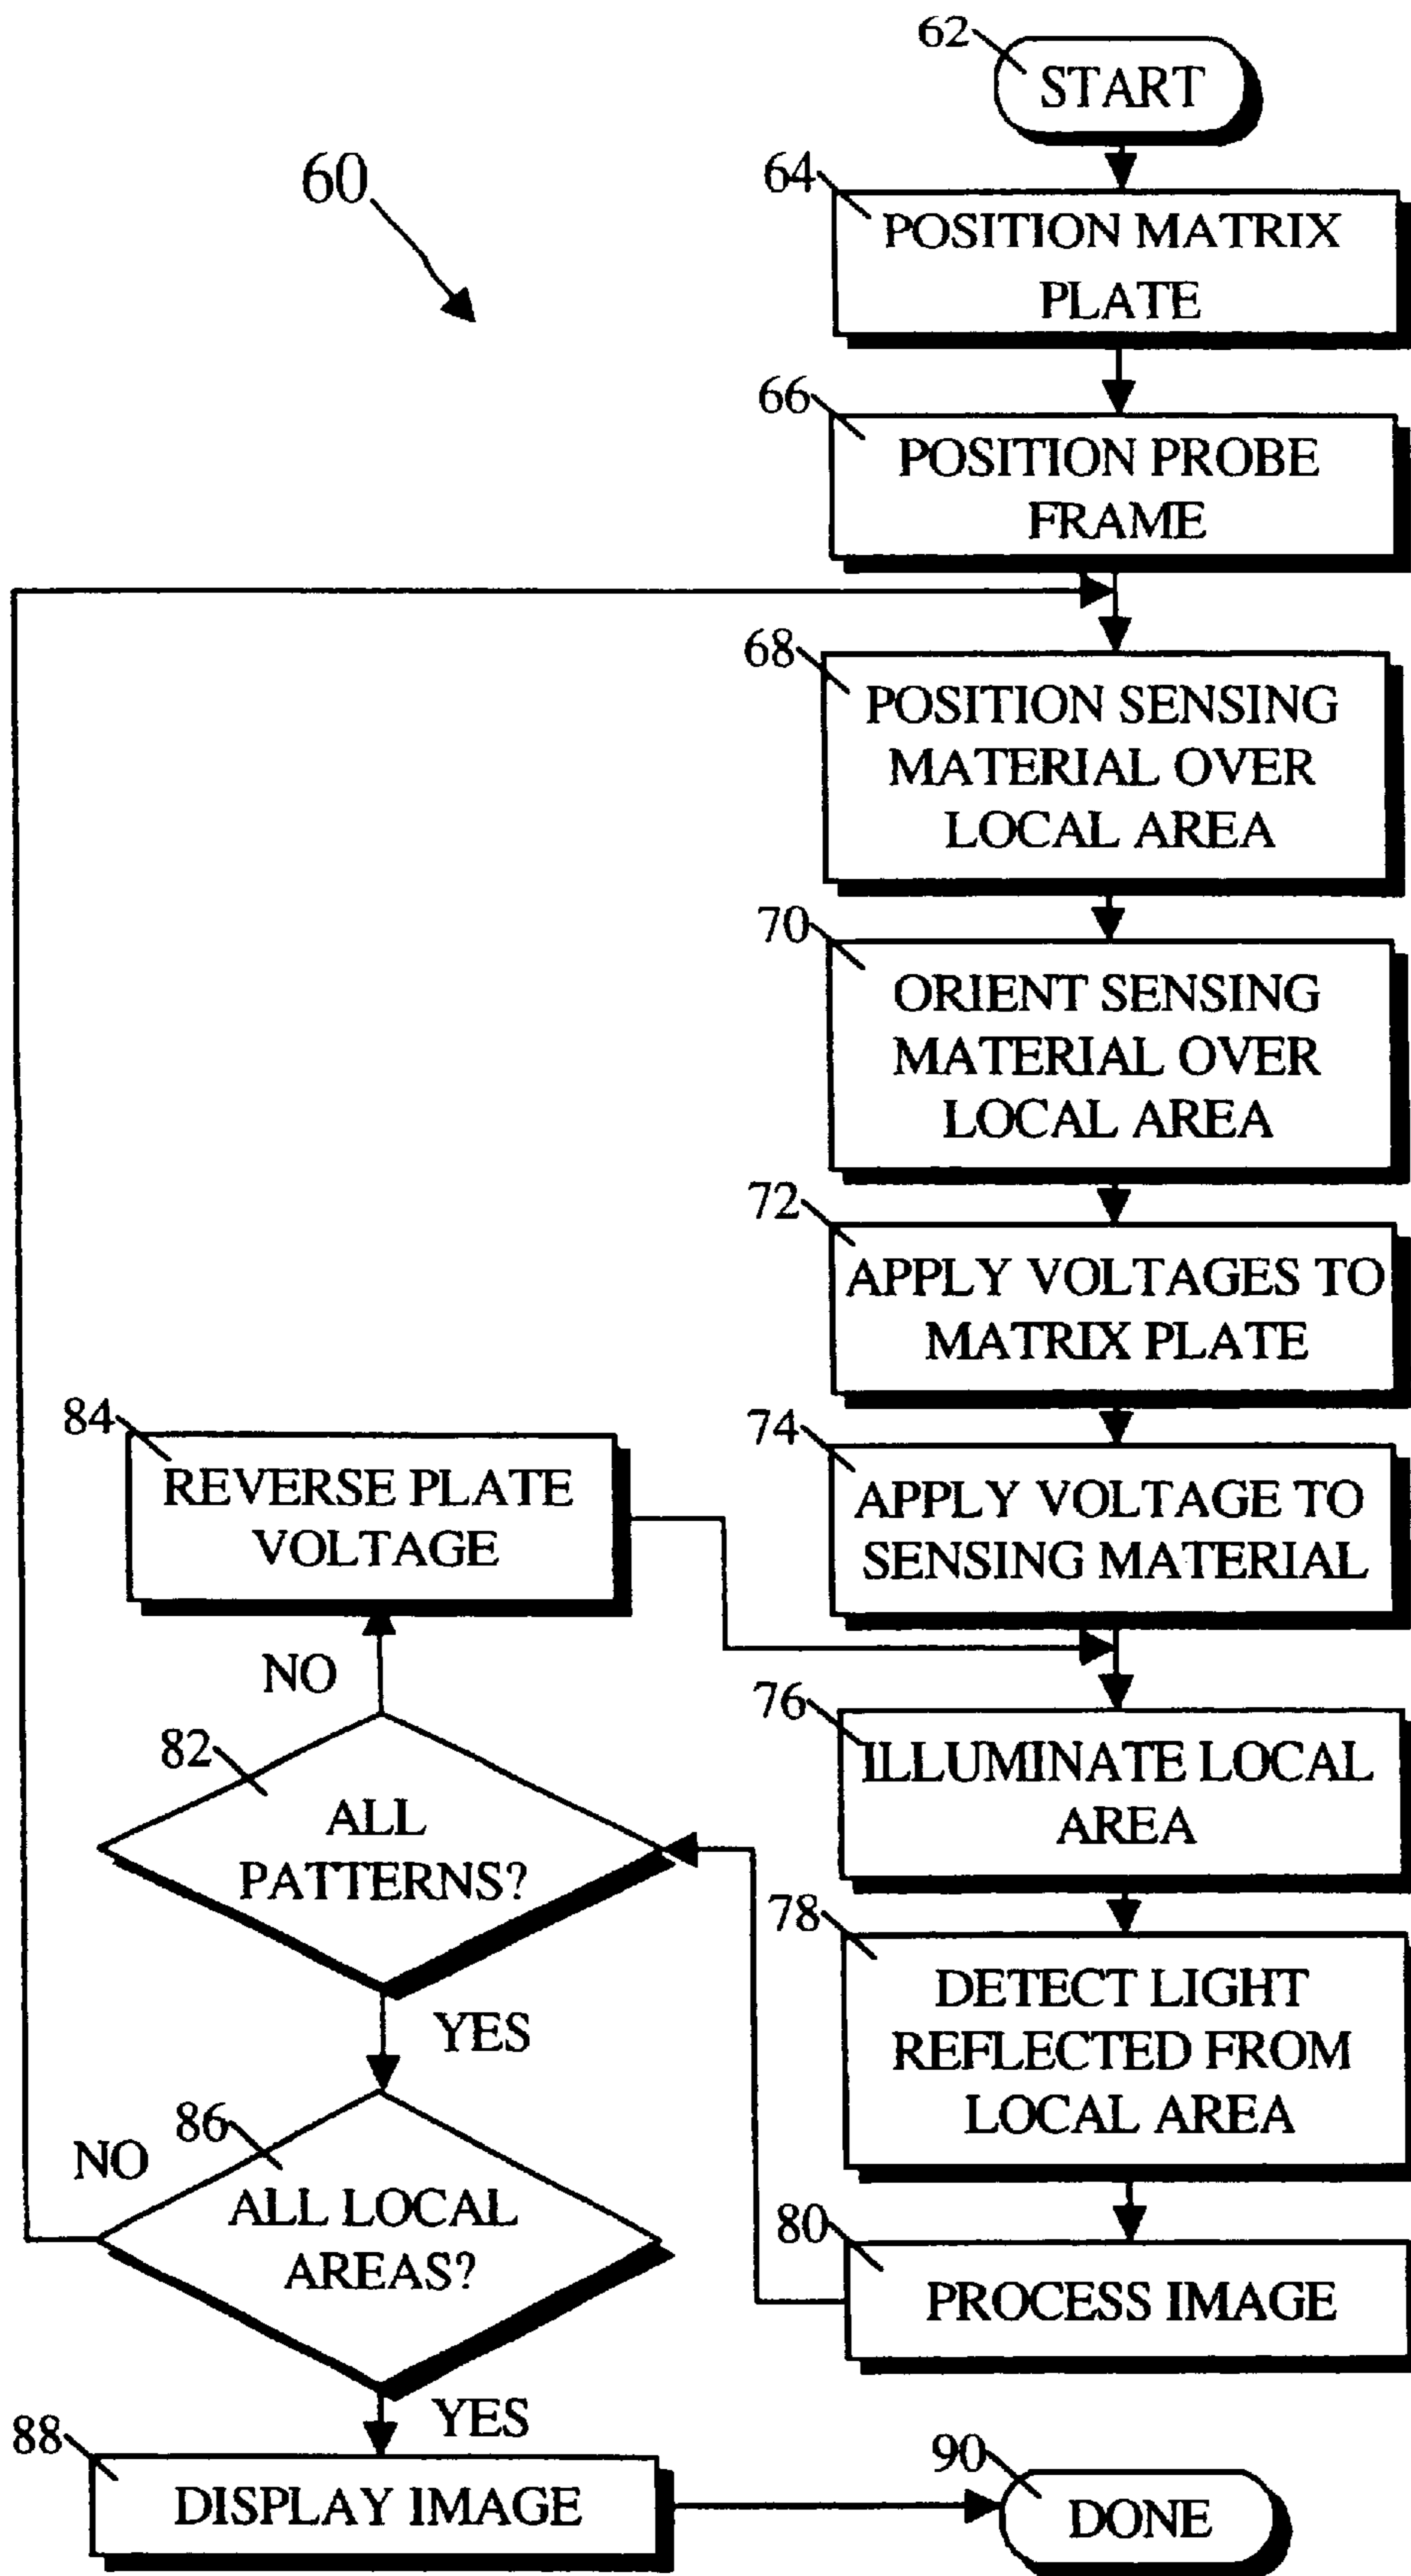 62
START
60
64
POSITION MATRIX
PLATE
66
POSITION PROBE
FRAME
68
POSITION SENSING
MATERIAL OVER
LOCAL AREA
70
ORIENT SENSING
MATERIAL OVER
LOCAL AREA
72
APPLY VOLTAGES TO
MATRIX PLATE
74
APPLY VOLTAGE TO
SENSING MATERIAL
76
ILLUMINATE LOCAL
AREA
78
DETECT LIGHT
REFLECTED FROM
LOCAL AREA
80
PROCESS IMAGE
82
ALL
PATTERNS?
NO
84
REVERSE PLATE
VOLTAGE
YES
86
ALL LOCAL
AREAS?
NO
YES
88
DISPLAY IMAGE
90
DONE